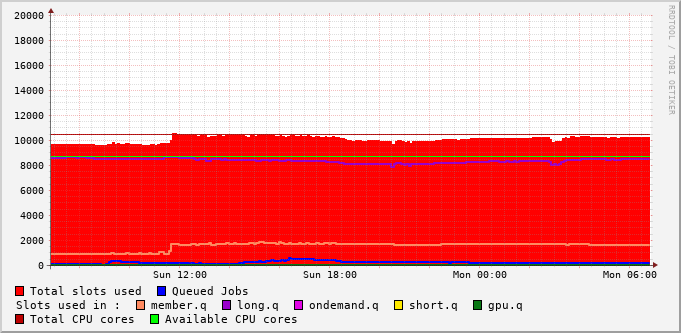 RRDTOOL / TOBI OETIKER
20000
18000
16000
14000
12000
10000
8000
6000
4000
2000
0
Sun 12:00 Sun 18:00 Mon 00:00 Mon 06:00
Total slots used Queued Jobs
Slots used in : member.q long.q ondemand.q short.q gpu.q
Total CPU cores Available CPU cores